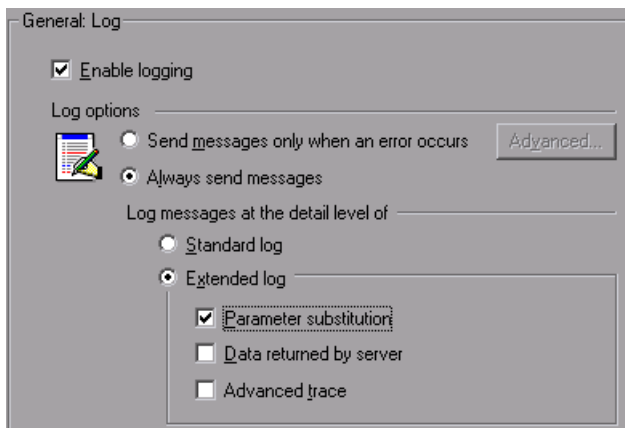 General: Log
Enable logging
Log options
Send messages only when an error occurs
Advanced...
Always send messages
Log messages at the detail level of
Standard log
Extended log
Parameter substitution
Data returned by server
Advanced trace